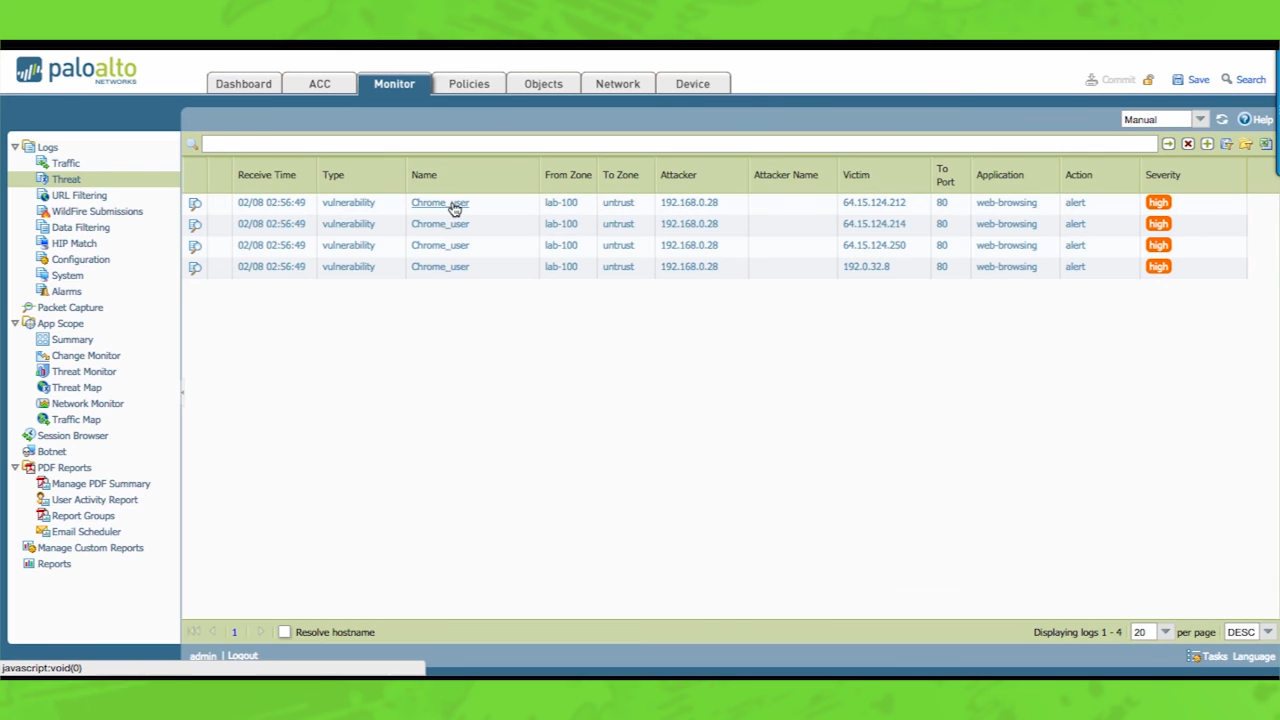 paloalto
NETWORKS
Dashboard ACC Monitor Policies Objects Network Device
Commit Save Search
Manual Help
Logs
Traffic
Threat
URL Filtering
WildFire Submissions
Data Filtering
HIP Match
Configuration
System
Alarms
Packet Capture
App Scope
Summary
Change Monitor
Threat Monitor
Threat Map
Network Monitor
Traffic Map
Session Browser
Botnet
PDF Reports
Manage PDF Summary
User Activity Report
Report Groups
Email Scheduler
Manage Custom Reports
Reports
Receive Time Type Name From Zone To Zone Attacker Attacker Name Victim To Port Application Action Severity
02/08 02:56:49 vulnerability Chrome_user lab-100 untrust 192.168.0.28 64.15.124.212 80 web-browsing alert high
02/08 02:56:49 vulnerability Chrome_user lab-100 untrust 192.168.0.28 64.15.124.214 80 web-browsing alert high
02/08 02:56:49 vulnerability Chrome_user lab-100 untrust 192.168.0.28 64.15.124.250 80 web-browsing alert high
02/08 02:56:49 vulnerability Chrome_user lab-100 untrust 192.168.0.28 192.0.32.8 80 web-browsing alert high
1 Resolve hostname Displaying logs 1 - 4 20 per page DESC
admin | Logout Tasks Language
javascript:void(0)